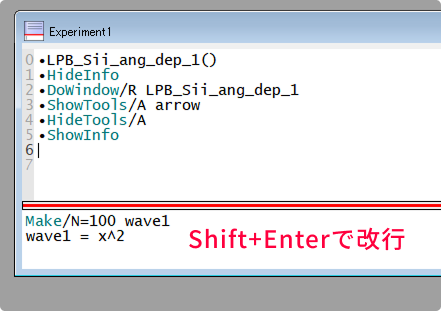 Experiment1
0 •LPB_Sii_ang_dep_1()
1 •HideInfo
2 •DoWindow/R LPB_Sii_ang_dep_1
3 •ShowTools/A arrow
4 •HideTools/A
5 •ShowInfo
6
7
Make/N=100 wave1
wave1 = x^2
Shift+Enterで改行